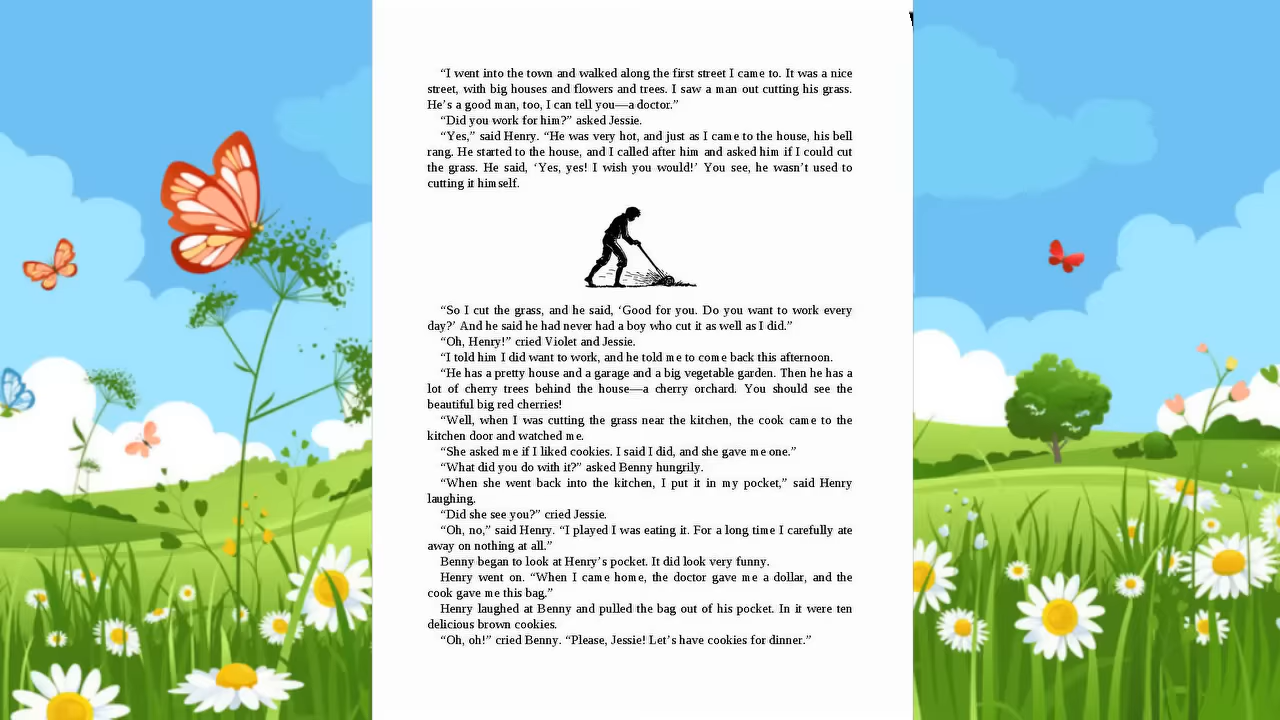 “I went into the town and walked along the first street I came to. It was a nice
street, with big houses and flowers and trees. I saw a man out cutting his grass.
He’s a good man, too, I can tell you—a doctor.”
“Did you work for him?” asked Jessie.
“Yes,” said Henry. “He was very hot, and just as I came to the house, his bell
rang. He started to the house, and I called after him and asked him if I could cut
the grass. He said, ‘Yes, yes! I wish you would!’ You see, he wasn’t used to
cutting it himself.
“So I cut the grass, and he said, ‘Good for you. Do you want to work every
day?’ And he said he had never had a boy who cut it as well as I did.”
“Oh, Henry!” cried Violet and Jessie.
“I told him I did want to work, and he told me to come back this afternoon.
“He has a pretty house and a garage and a big vegetable garden. Then he has a
lot of cherry trees behind the house—a cherry orchard. You should see the
beautiful big red cherries!
“Well, when I was cutting the grass near the kitchen, the cook came to the
kitchen door and watched me.
“She asked me if I liked cookies. I said I did, and she gave me one.”
“What did you do with it?” asked Benny hungrily.
“When she went back into the kitchen, I put it in my pocket,” said Henry
laughing.
“Did she see you?” cried Jessie.
“Oh, no,” said Henry. “I played I was eating it. For a long time I carefully ate
away on nothing at all.”
Benny began to look at Henry’s pocket. It did look very funny.
Henry went on. “When I came home, the doctor gave me a dollar, and the
cook gave me this bag.”
Henry laughed at Benny and pulled the bag out of his pocket. In it were ten
delicious brown cookies.
“Oh, oh!” cried Benny. “Please, Jessie! Let’s have cookies for dinner.”